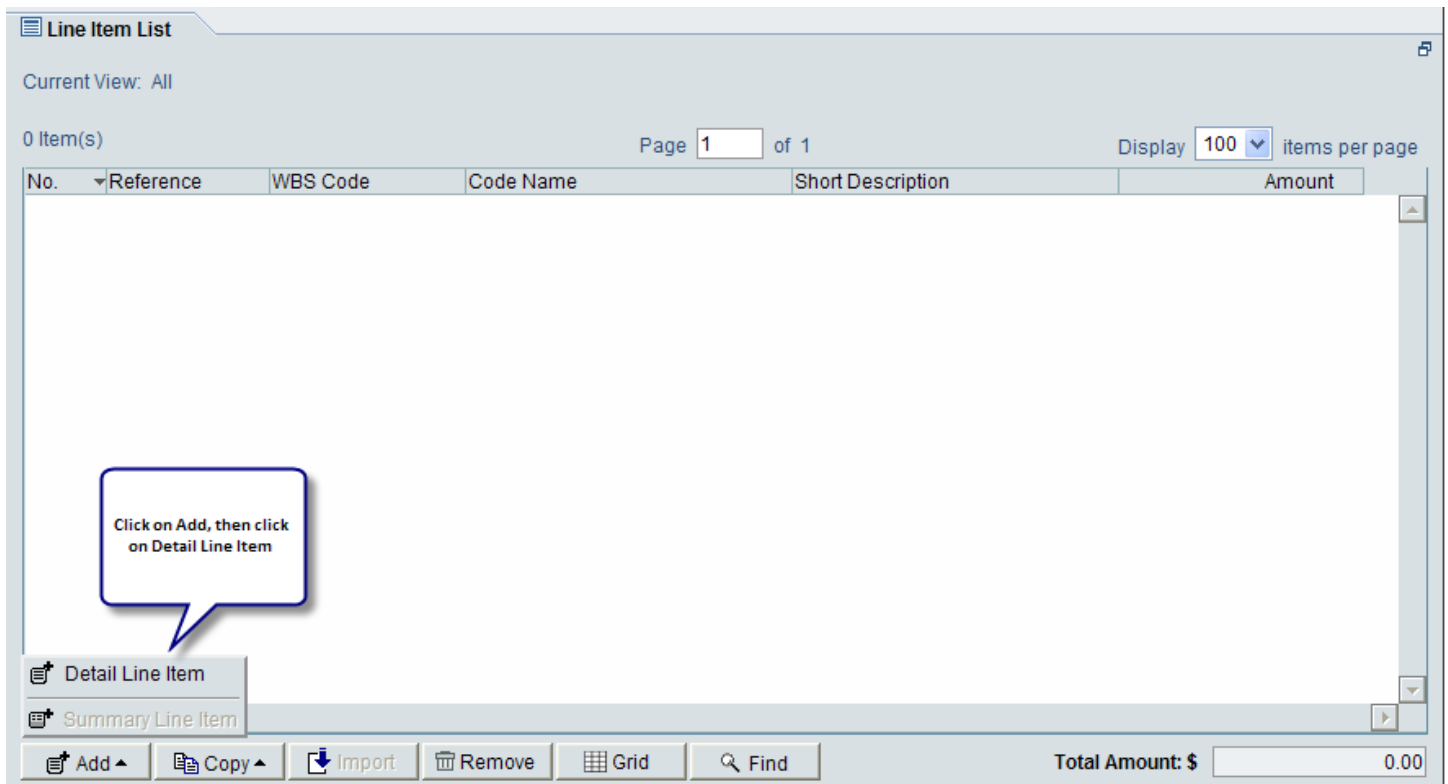 Line Item List
Current View: All
0 Item(s) Page 1 of 1 Display 100 items per page
No. Reference WBS Code Code Name Short Description Amount
Click on Add, then click
on Detail Line Item
Detail Line Item
Summary Line Item
Add Copy Import Remove Grid Find Total Amount: $ 0.00